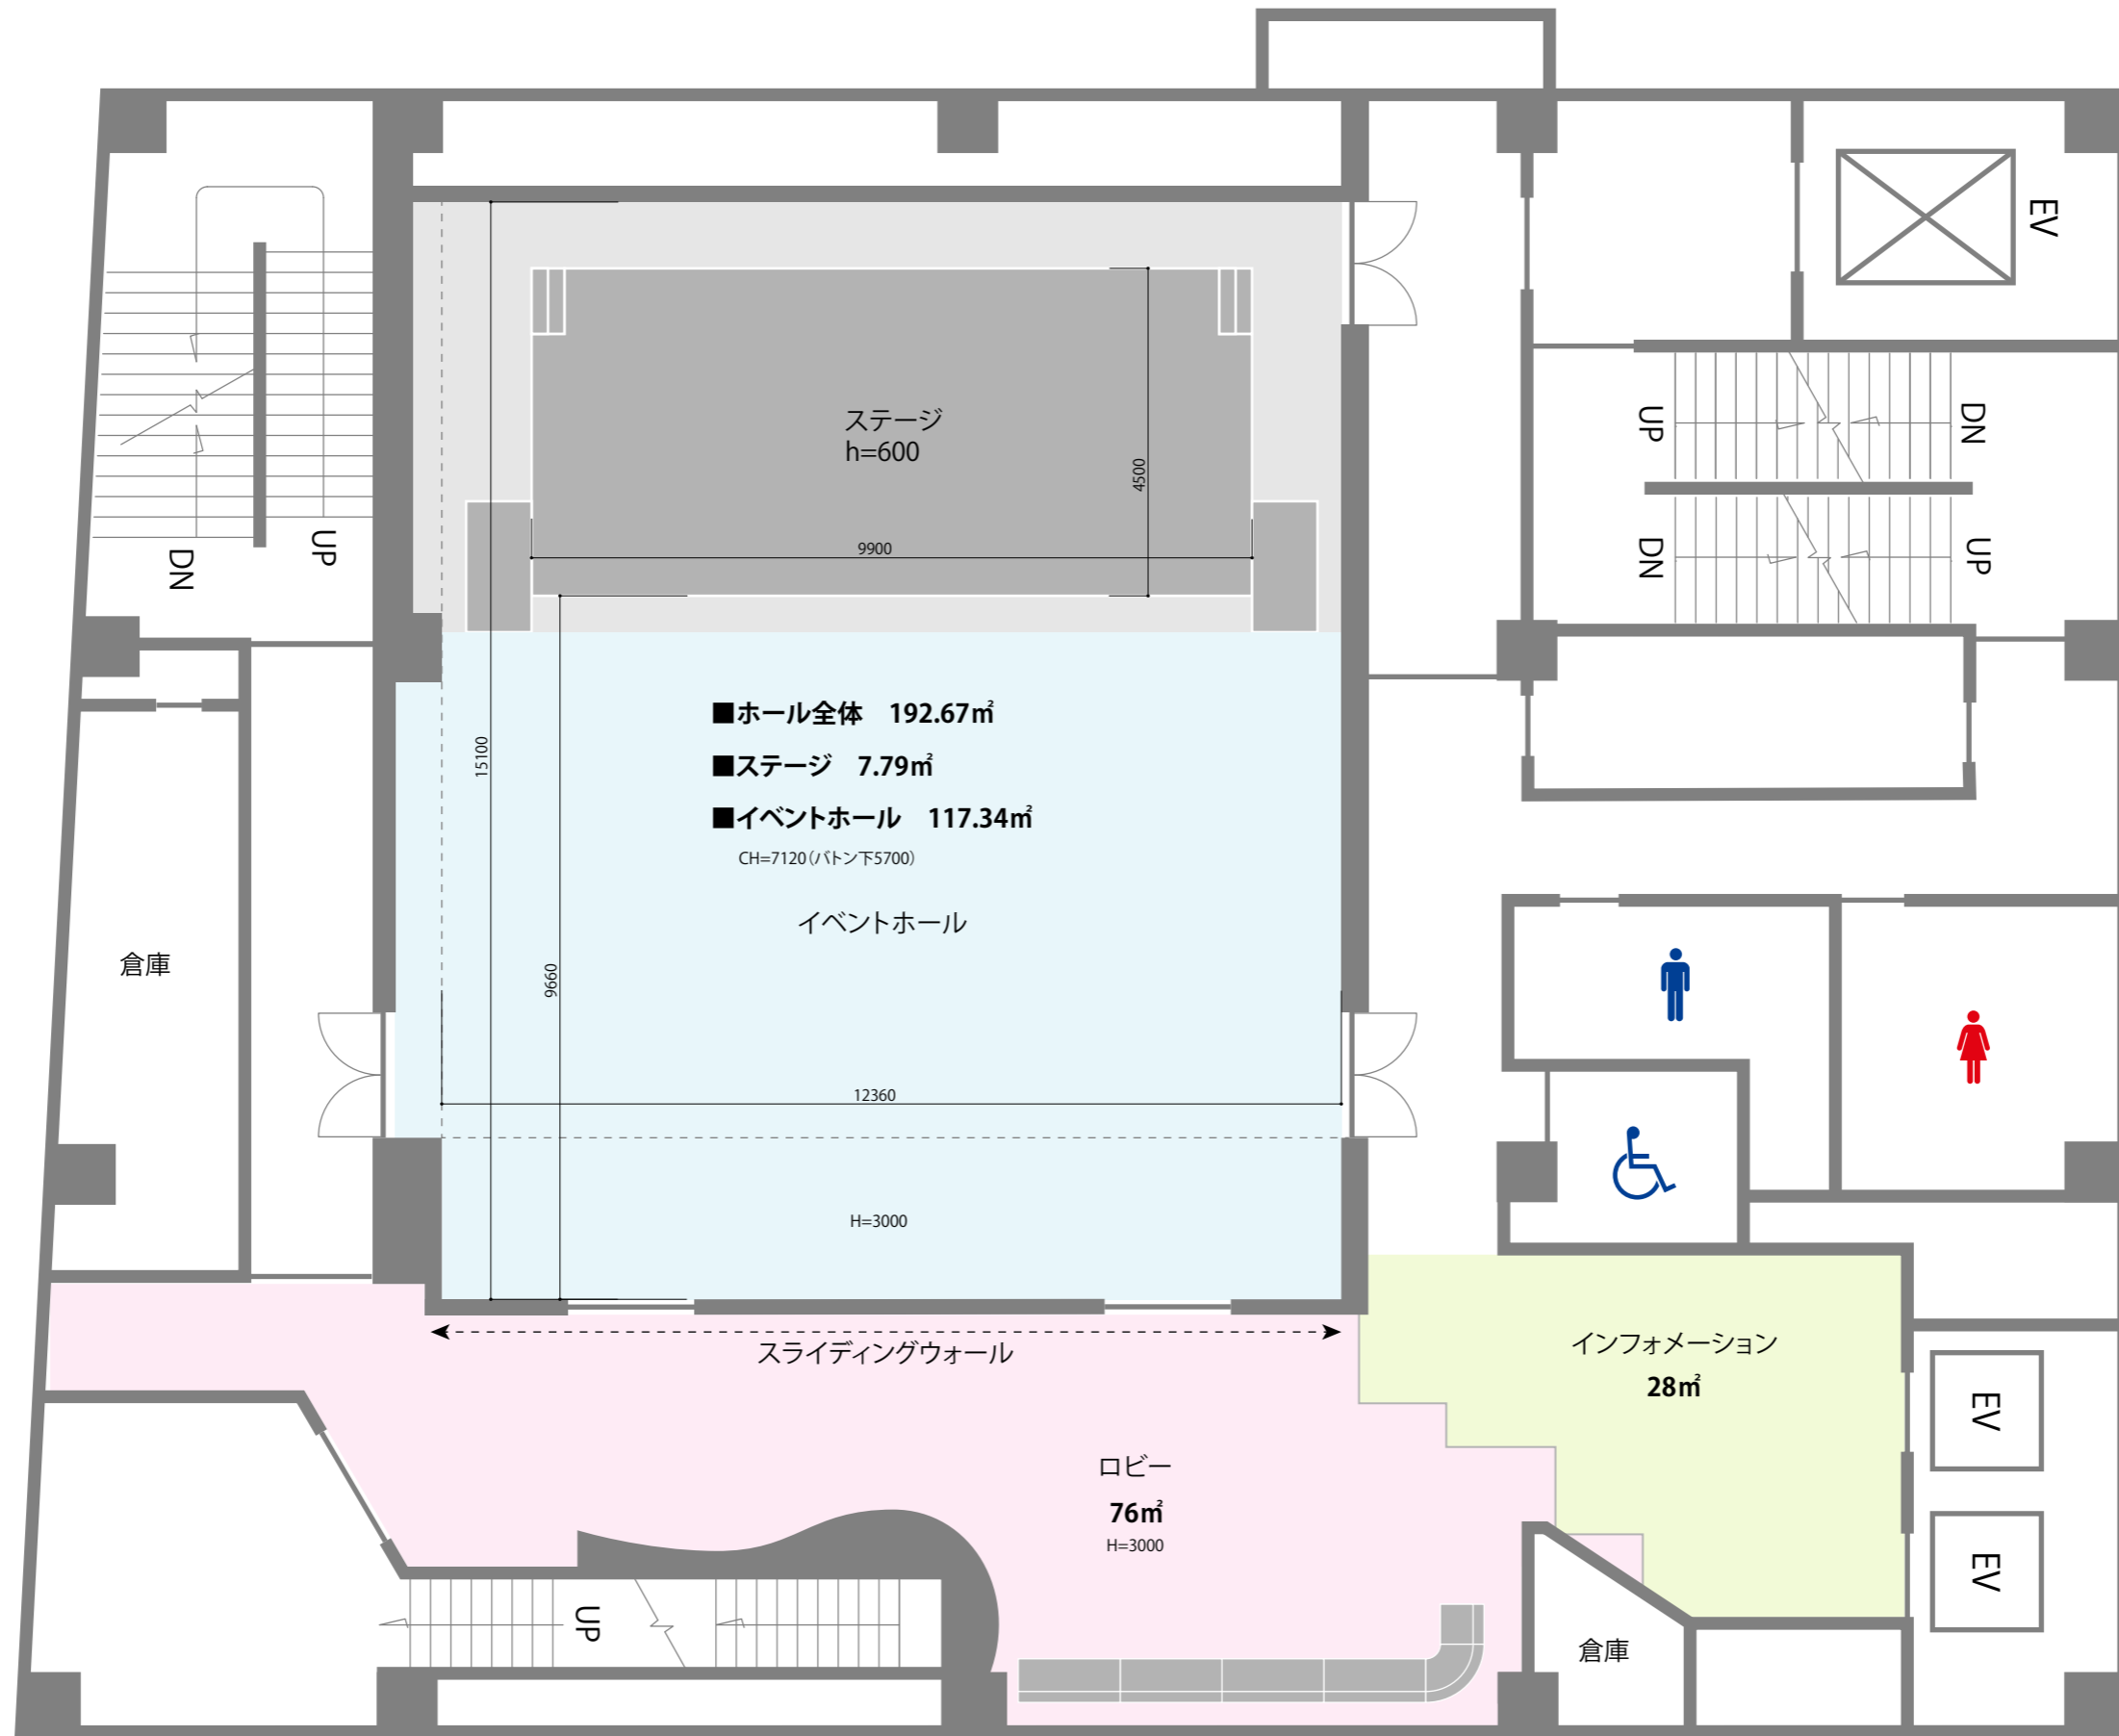 EV
ステージ
h=600
4500
9900
UP
DN
DN
UP
DN
UP
15100
■ホール全体 192.67㎡
■ステージ 7.79㎡
■イベントホール 117.34㎡
CH=7120(バトン下5700)
イベントホール
倉庫
9660
12360
H=3000
スライディングウォール
インフォメーション
28㎡
EV
ロビー
76㎡
H=3000
EV
UP
倉庫